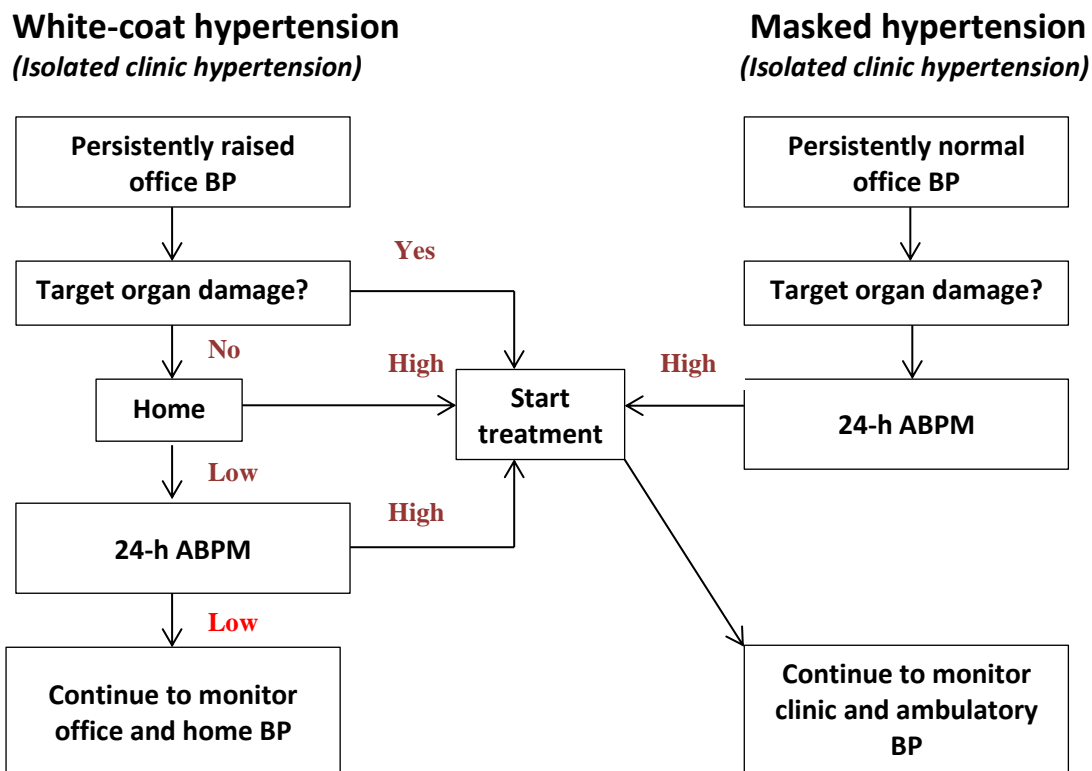 White-coat hypertension
(Isolated clinic hypertension)
Masked hypertension
(Isolated clinic hypertension)
Persistently raised
office BP
Persistently normal
office BP
Yes
Target organ damage?
Target organ damage?
No
High
High
Home
Start
treatment
24-h ABPM
Low
High
24-h ABPM
Low
Continue to monitor
office and home BP
Continue to monitor
clinic and ambulatory
BP